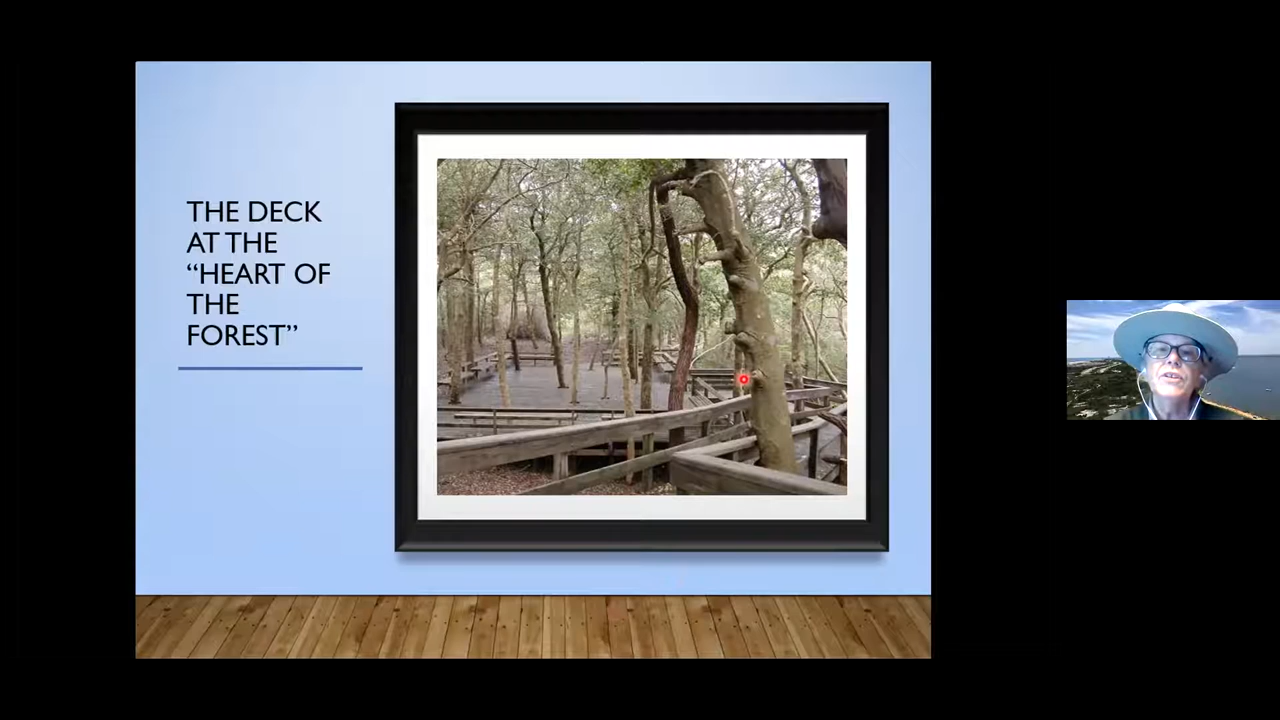 THE DECK
AT THE
“HEART OF
THE
FOREST”